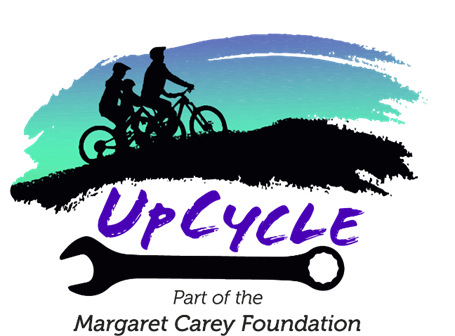 UpCycle
Part of the
Margaret Carey Foundation